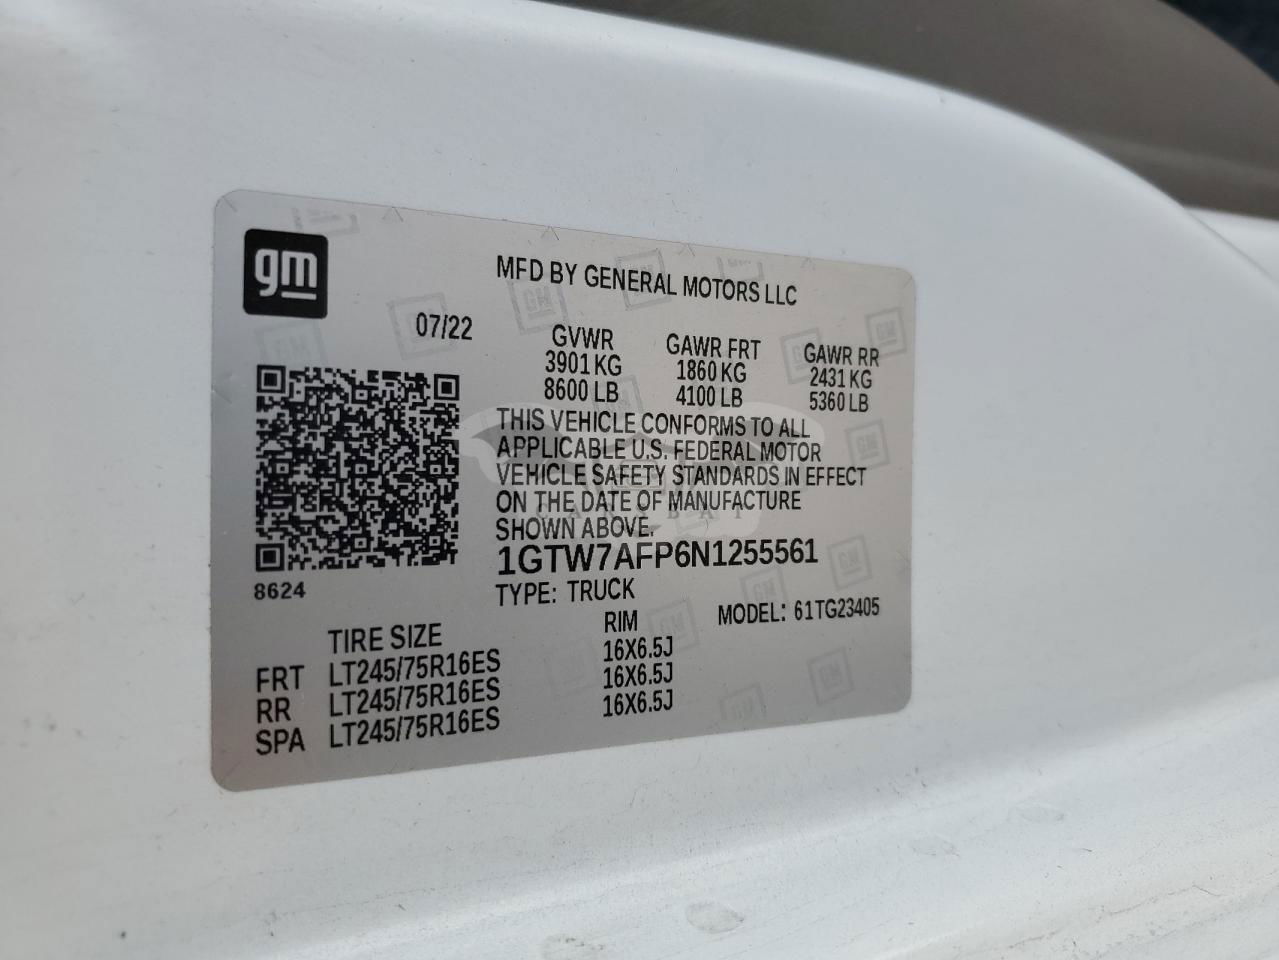 gm
MFD BY GENERAL MOTORS LLC
07/22
GVWR GAWR FRT GAWR RR
3901 KG 1860 KG 2431 KG
8600 LB 4100 LB 5360 LB
THIS VEHICLE CONFORMS TO ALL
APPLICABLE U.S. FEDERAL MOTOR
VEHICLE SAFETY STANDARDS IN EFFECT
ON THE DATE OF MANUFACTURE
SHOWN ABOVE.
1GTW7AFP6N1255561
8624
TYPE: TRUCK
MODEL: 61TG23405
TIRE SIZE RIM
FRT LT245/75R16ES 16X6.5J
RR LT245/75R16ES 16X6.5J
SPA LT245/75R16ES 16X6.5J